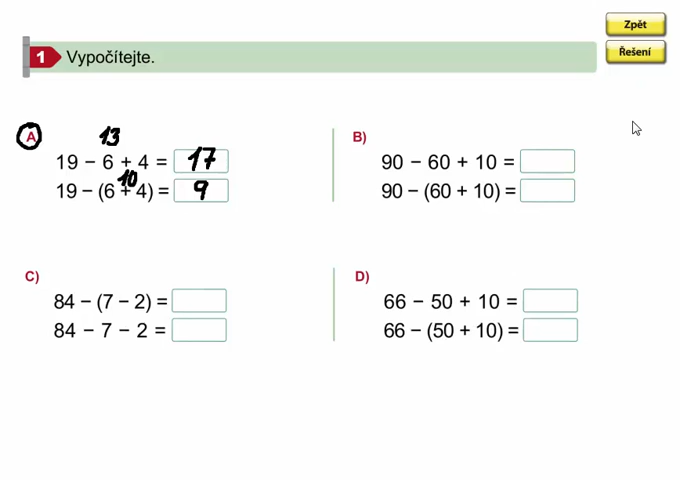 Zpět
Řešení
1 Vypočítejte.
A
13
19 − 6 + 4 = 17
10
19 − (6 + 4) = 9
B)
90 − 60 + 10 =
90 − (60 + 10) =
C)
84 − (7 − 2) =
84 − 7 − 2 =
D)
66 − 50 + 10 =
66 − (50 + 10) =